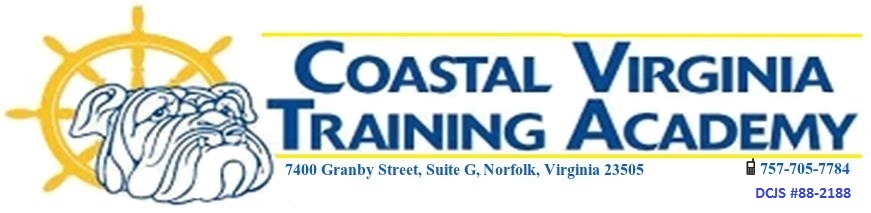 COASTAL VIRGINIA
TRAINING ACADEMY
7400 Granby Street, Suite G, Norfolk, Virginia 23505
757-705-7784
DCJS #88-2188